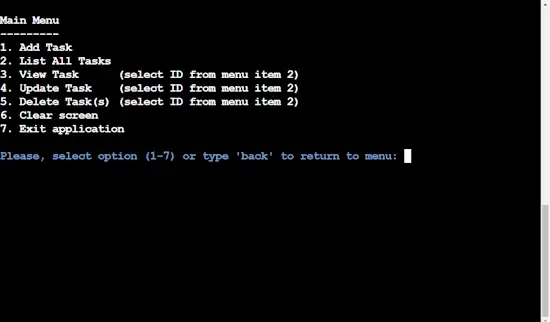 Main Menu
---------
1. Add Task
2. List All Tasks
3. View Task      (select ID from menu item 2)
4. Update Task    (select ID from menu item 2)
5. Delete Task(s) (select ID from menu item 2)
6. Clear screen
7. Exit application
Please, select option (1-7) or type 'back' to return to menu: